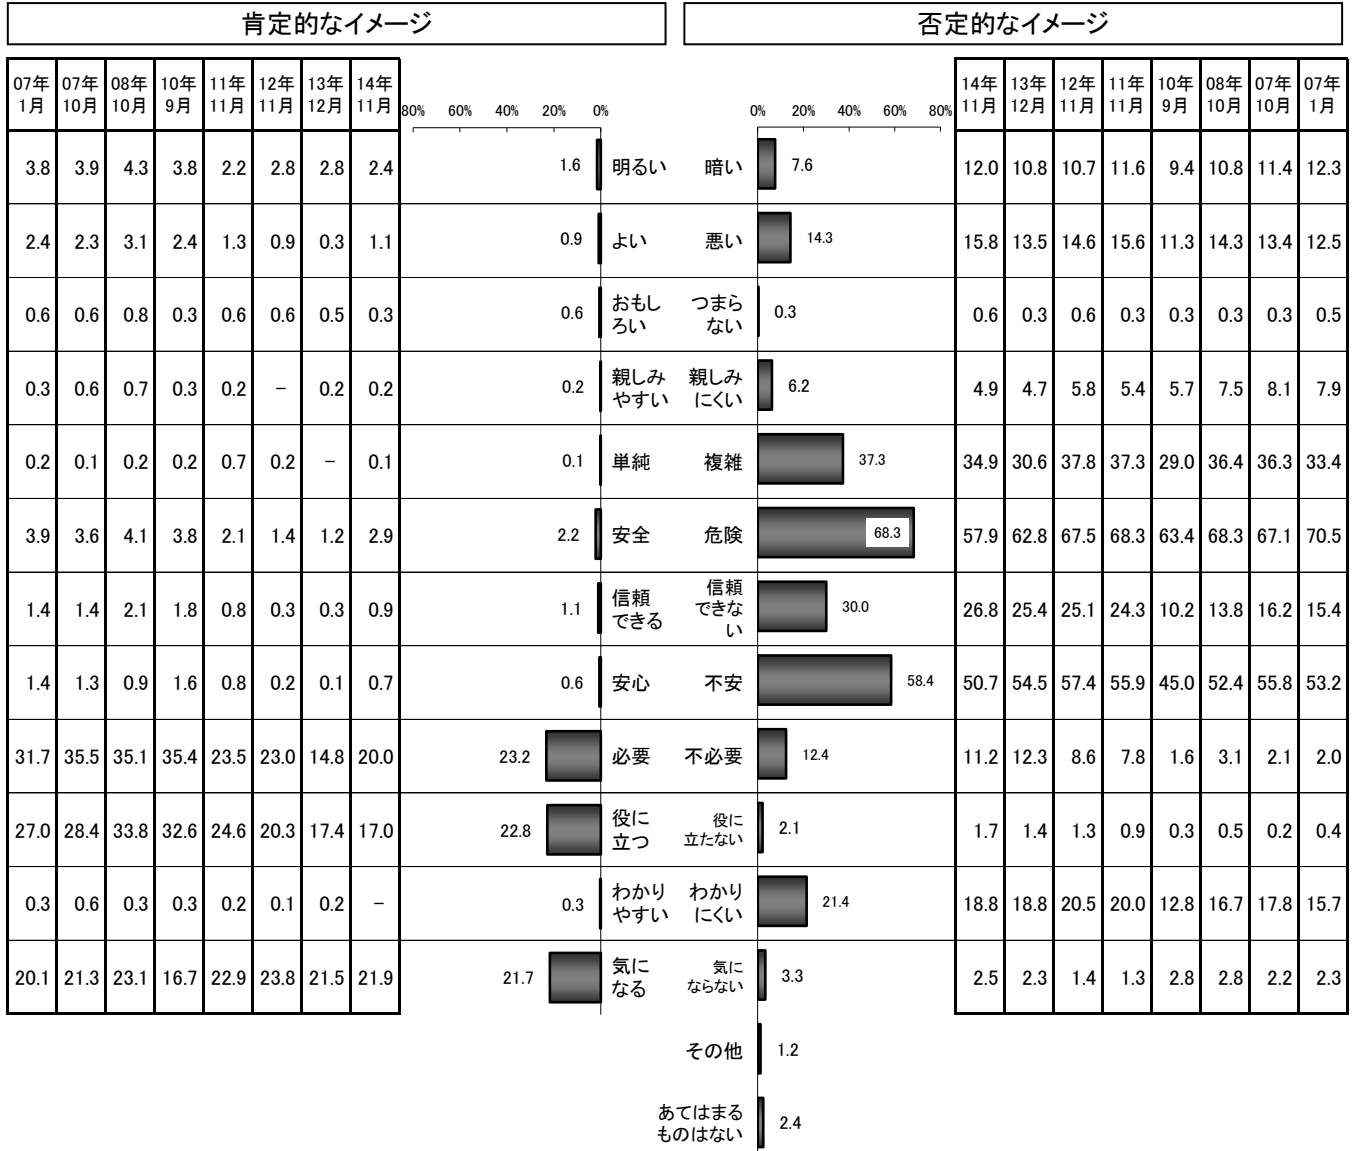 肯定的なイメージ 否定的なイメージ
07年 07年 08年 10年 11年 12年 13年 14年 14年 13年 12年 11年 10年 08年 07年 07年
1月 10月 10月 9月 11月 11月 12月 11月 80% 60% 40% 20% 0% 0% 20% 40% 60% 80% 11月 12月 11月 11月 9月 10月 10月 1月
3.8 3.9 4.3 3.8 2.2 2.8 2.8 2.4 1.6 明るい 暗い 7.6 12.0 10.8 10.7 11.6 9.4 10.8 11.4 12.3
2.4 2.3 3.1 2.4 1.3 0.9 0.3 1.1 0.9 よい 悪い 14.3 15.8 13.5 14.6 15.6 11.3 14.3 13.4 12.5
おもし つまら
0.6 0.6 0.8 0.3 0.6 0.6 0.5 0.3 0.6 ろい ない 0.3 0.6 0.3 0.6 0.3 0.3 0.3 0.3 0.5
親しみ 親しみ
0.3 0.6 0.7 0.3 0.2 － 0.2 0.2 0.2 やすい にくい 6.2 4.9 4.7 5.8 5.4 5.7 7.5 8.1 7.9
0.2 0.1 0.2 0.2 0.7 0.2 － 0.1 0.1 単純 複雑 37.3 34.9 30.6 37.8 37.3 29.0 36.4 36.3 33.4
3.9 3.6 4.1 3.8 2.1 1.4 1.2 2.9 2.2 安全 危険 68.3 57.9 62.8 67.5 68.3 63.4 68.3 67.1 70.5
信頼 信頼
1.4 1.4 2.1 1.8 0.8 0.3 0.3 0.9 1.1 できる できな 30.0 26.8 25.4 25.1 24.3 10.2 13.8 16.2 15.4
い
1.4 1.3 0.9 1.6 0.8 0.2 0.1 0.7 0.6 安心 不安 58.4 50.7 54.5 57.4 55.9 45.0 52.4 55.8 53.2
31.7 35.5 35.1 35.4 23.5 23.0 14.8 20.0 23.2 必要 不必要 12.4 11.2 12.3 8.6 7.8 1.6 3.1 2.1 2.0
役に 役に
27.0 28.4 33.8 32.6 24.6 20.3 17.4 17.0 22.8 立つ 立たない 2.1 1.7 1.4 1.3 0.9 0.3 0.5 0.2 0.4
わかり わかり
0.3 0.6 0.3 0.3 0.2 0.1 0.2 － 0.3 やすい にくい 21.4 18.8 18.8 20.5 20.0 12.8 16.7 17.8 15.7
気に 気に
20.1 21.3 23.1 16.7 22.9 23.8 21.5 21.9 21.7 なる ならない 3.3 2.5 2.3 1.4 1.3 2.8 2.8 2.2 2.3
その他 1.2
あてはまる
ものはない 2.4